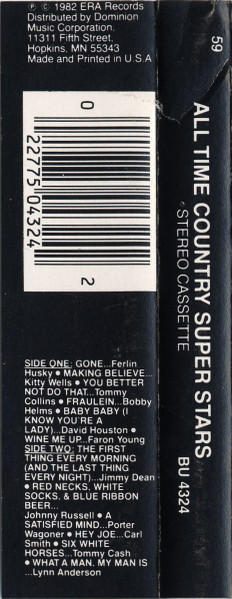 ℗ © 1982 ERA Records
Distributed by Dominion
Music Corporation.
11311 Fifth Street,
Hopkins, MN 55343
Made and Printed in U.S.A
0
22775 04324
2
SIDE ONE: GONE...Ferlin
Husky • MAKING BELIEVE...
Kitty Wells • YOU BETTER
NOT DO THAT...Tommy
Collins • FRAULEIN...Bobby
Helms • BABY BABY (I
KNOW YOU'RE A
LADY)...David Houston •
WINE ME UP...Faron Young
SIDE TWO: THE FIRST
THING EVERY MORNING
(AND THE LAST THING
EVERY NIGHT)...Jimmy Dean
• RED NECKS, WHITE
SOCKS, & BLUE RIBBON
BEER...
Johnny Russell • A
SATISFIED MIND...Porter
Wagoner • HEY JOE...Carl
Smith • SIX WHITE
HORSES...Tommy Cash
• WHAT A MAN, MY MAN IS
...Lynn Anderson
59
ALL TIME COUNTRY SUPER STARS
STEREO CASSETTE
BU 4324